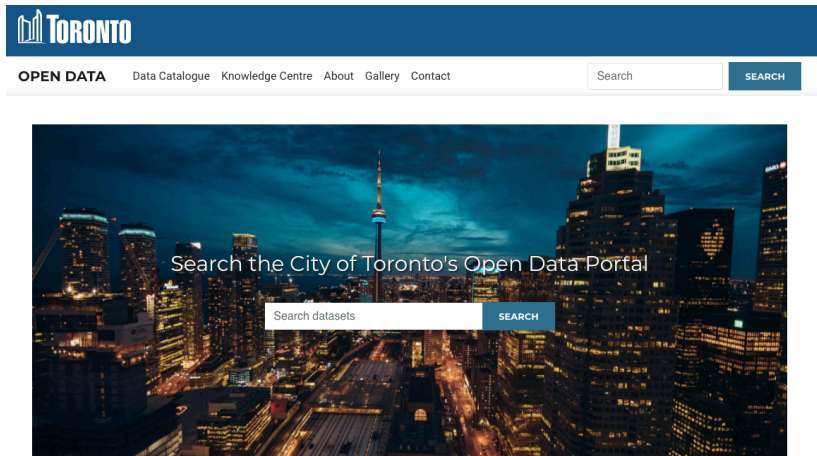 TORONTO
OPEN DATA Data Catalogue Knowledge Centre About Gallery Contact Search SEARCH
Search the City of Toronto's Open Data Portal
Search datasets SEARCH